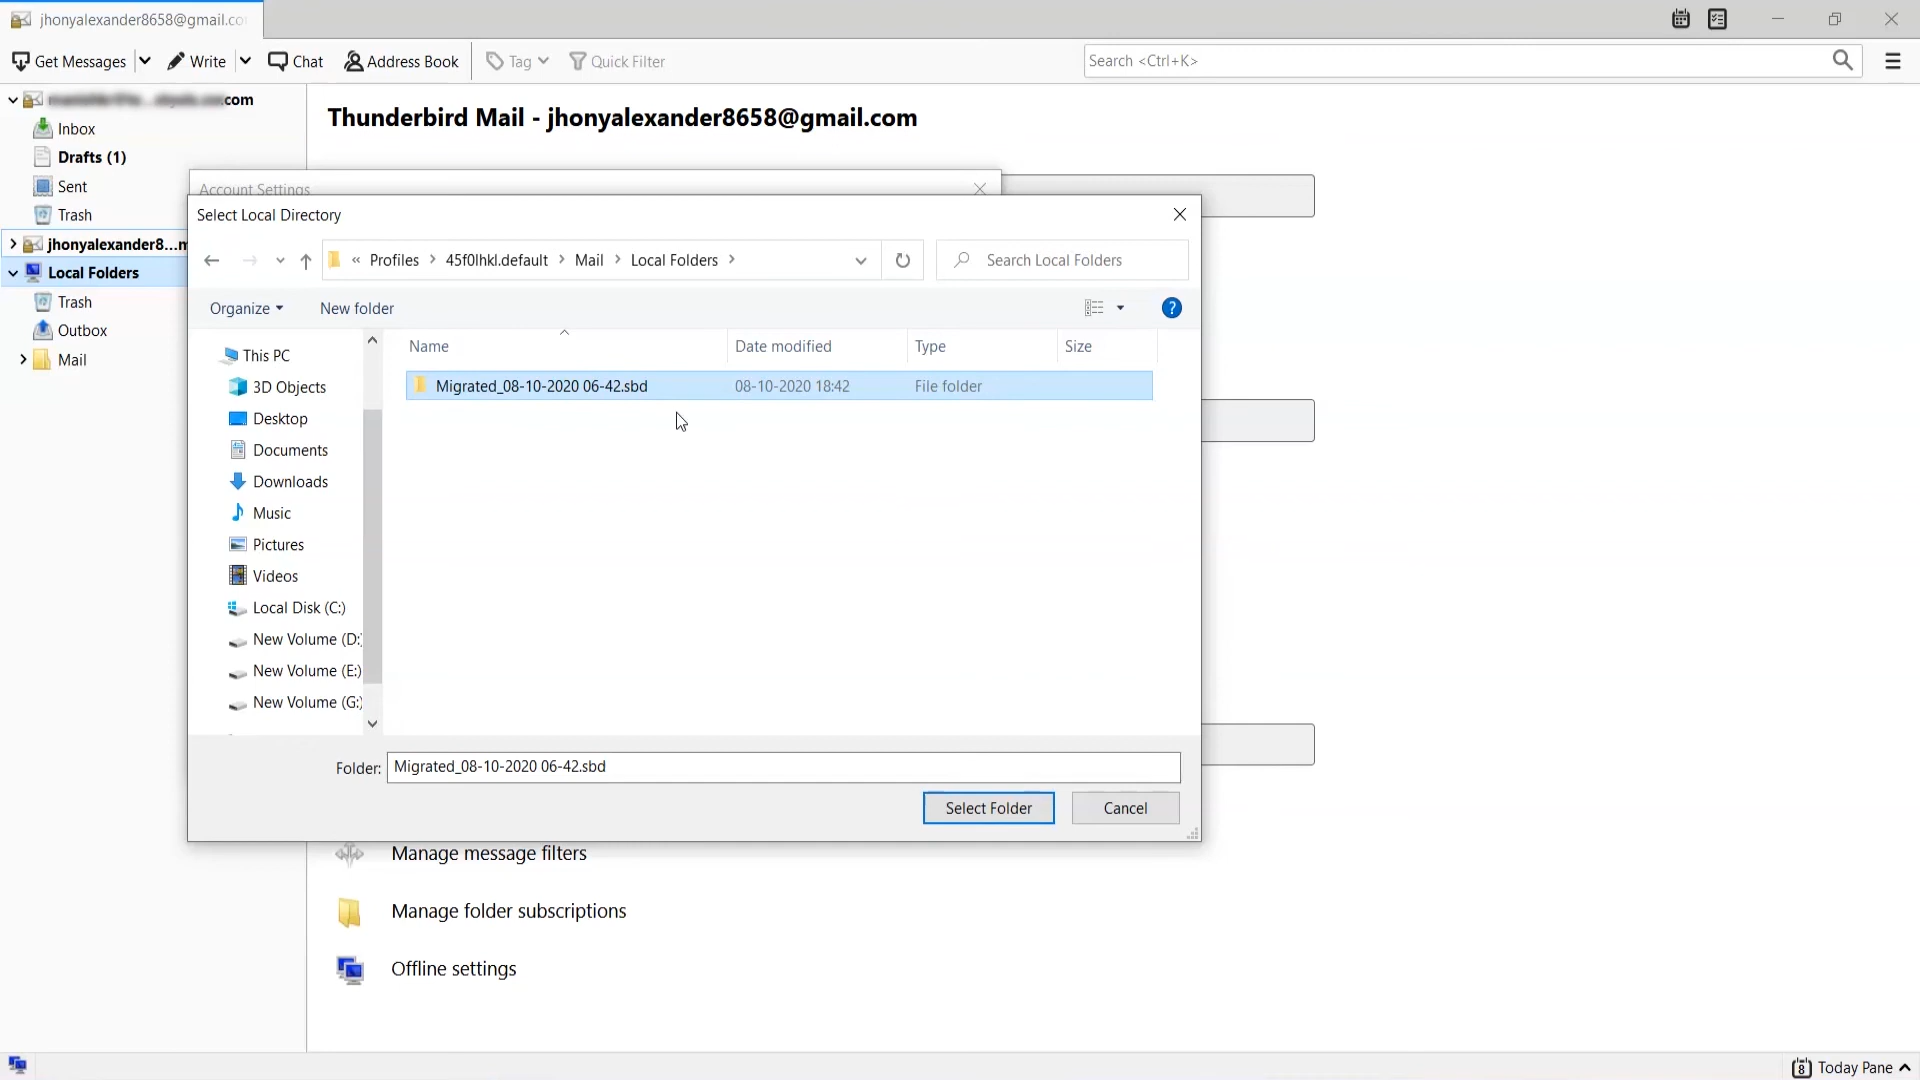 jhonyalexander8658@gmail.co
Get Messages
Write
Chat
Address Book
Tag
Quick Filter
Search <Ctrl+K>
com
Inbox
Drafts (1)
Sent
Trash
jhonyalexander8...m
Local Folders
Trash
Outbox
Mail
Thunderbird Mail - jhonyalexander8658@gmail.com
Account Settings
Select Local Directory
« Profiles > 45f0lhkl.default > Mail > Local Folders >
Search Local Folders
Organize
New folder
?
Name
Date modified
Type
Size
Migrated_08-10-2020 06-42.sbd
08-10-2020 18:42
File folder
This PC
3D Objects
Desktop
Documents
Downloads
Music
Pictures
Videos
Local Disk (C:)
New Volume (D:
New Volume (E:)
New Volume (G:)
Folder:
Migrated_08-10-2020 06-42.sbd
Select Folder
Cancel
Manage message filters
Manage folder subscriptions
Offline settings
8
Today Pane